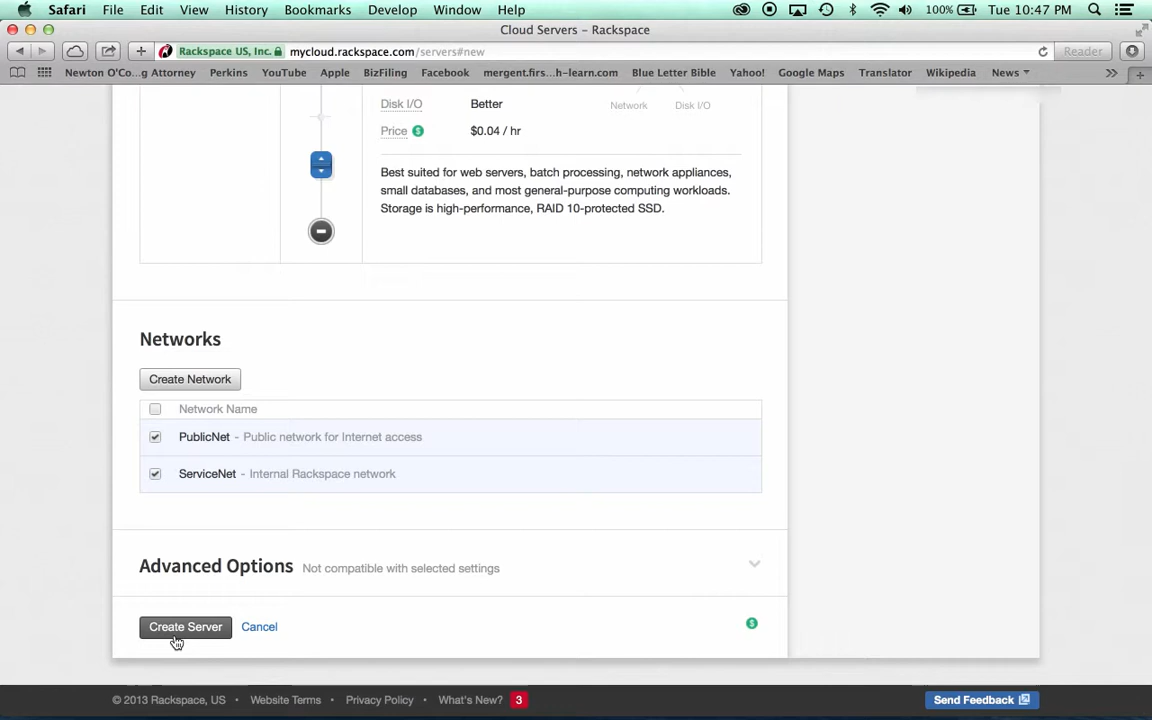 Safari File Edit View History Bookmarks Develop Window Help 100% Tue 10:47 PM
Cloud Servers – Rackspace
Rackspace US, Inc. mycloud.rackspace.com/servers#new Reader
Newton O'Co...g Attorney Perkins YouTube Apple BizFiling Facebook mergent.firs...h-learn.com Blue Letter Bible Yahoo! Google Maps Translator Wikipedia News
Disk I/O Better
Network Disk I/O
Price $ $0.04 / hr
Best suited for web servers, batch processing, network appliances,
small databases, and most general-purpose computing workloads.
Storage is high-performance, RAID 10-protected SSD.
Networks
Create Network
Network Name
PublicNet - Public network for Internet access
ServiceNet - Internal Rackspace network
Advanced Options Not compatible with selected settings
Create Server Cancel $
© 2013 Rackspace, US • Website Terms • Privacy Policy • What's New? 3 Send Feedback